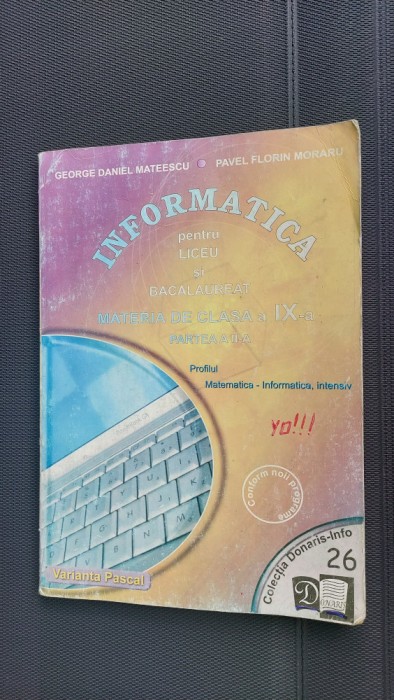 GEORGE DANIEL MATEESCU • PAVEL FLORIN MORARU
INFORMATICA
pentru
LICEU
și
BACALAUREAT
MATERIA DE CLASA a IX-a
PARTEA A II-A
Profilul
Matematica - Informatica, intensiv
yo!!!
Conform noii programe
Varianta Pascal
Colecția Donaris-Info
26
D
DONARIS